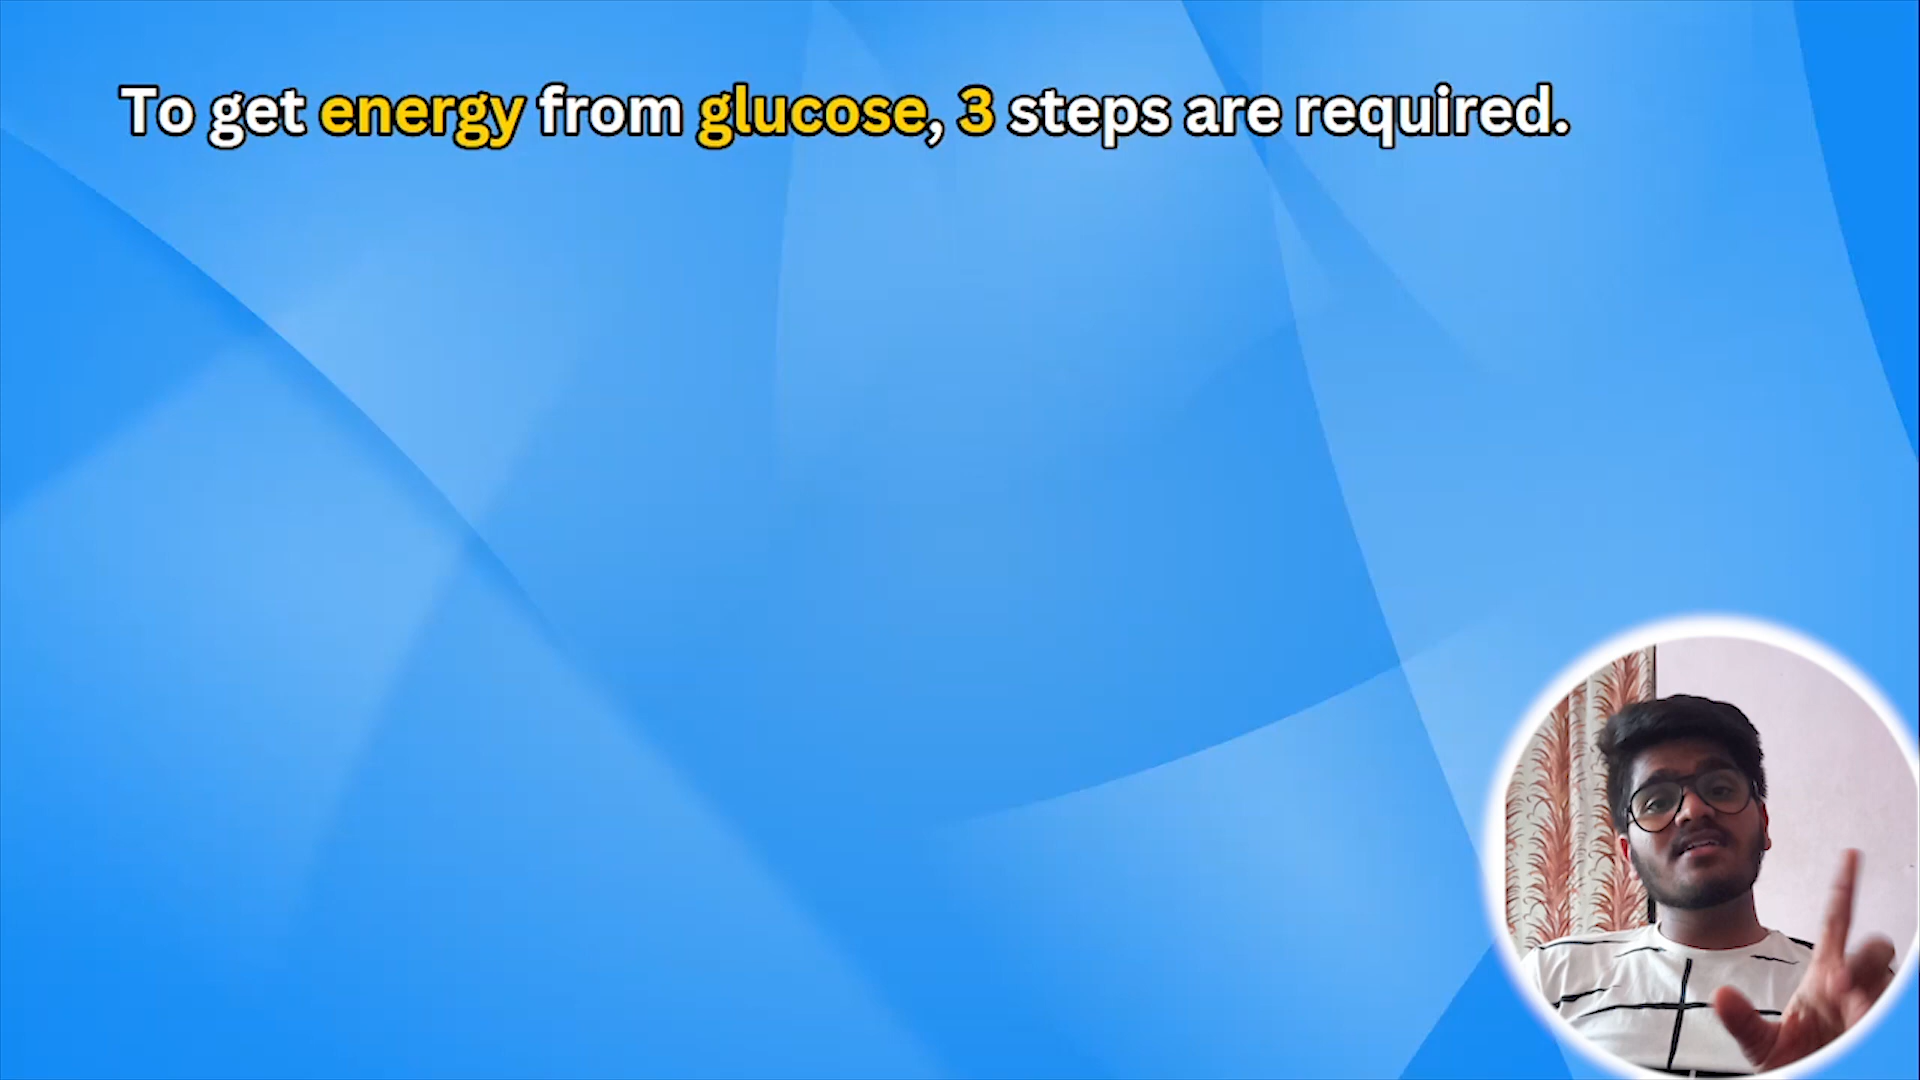 To get energy from glucose, 3 steps are required.